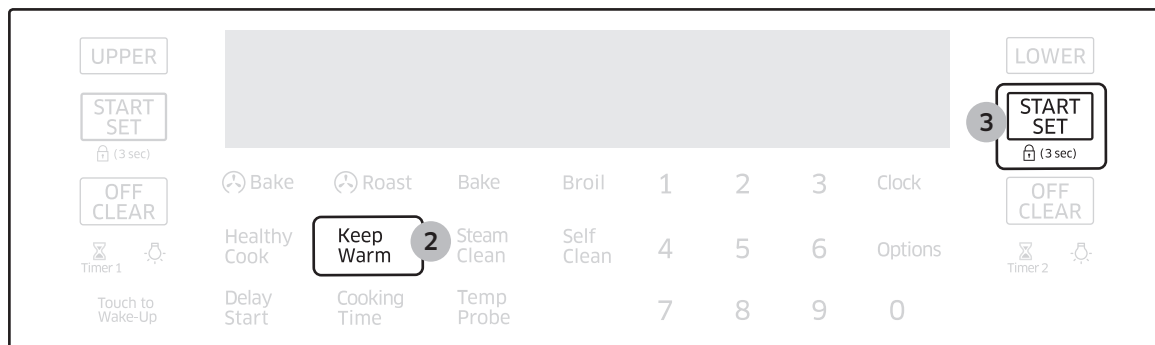 UPPER
LOWER
START
SET
(3 sec)
3
START
SET
(3 sec)
Bake
Roast
Bake
Broil
1
2
3
Clock
OFF
CLEAR
OFF
CLEAR
Healthy
Cook
Keep
Warm
2
Steam
Clean
Self
Clean
4
5
6
Options
Timer 1
Timer 2
Touch to
Wake-Up
Delay
Start
Cooking
Time
Temp
Probe
7
8
9
0